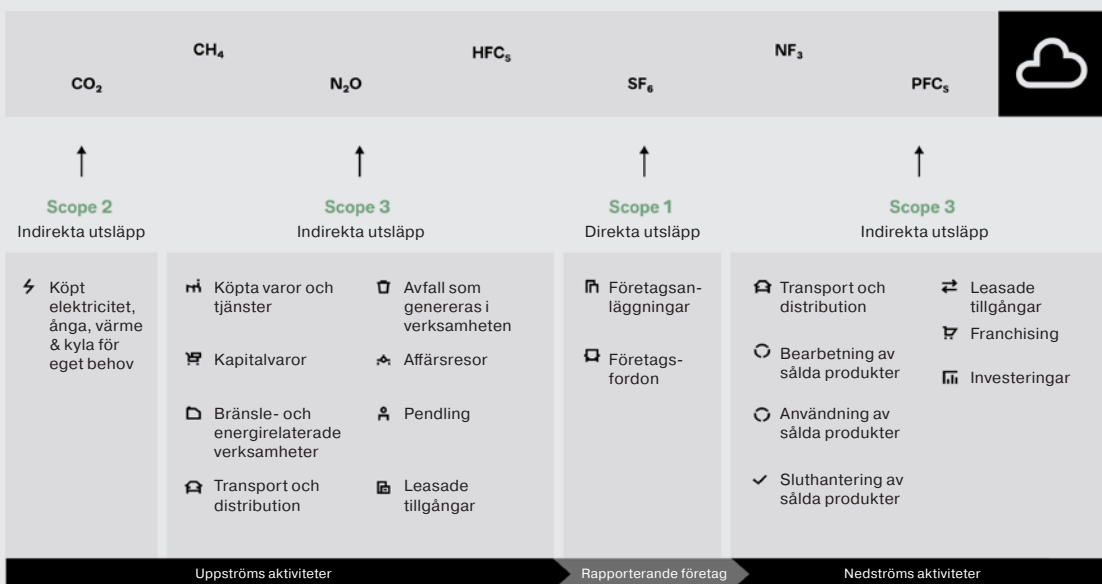 CH₄
HFCₛ
NF₃
CO₂
N₂O
SF₆
PFCₛ
Scope 2
Indirekta utsläpp
Köpt
elektricitet,
ånga, värme
& kyla för
eget behov
Scope 3
Indirekta utsläpp
Köpta varor och
tjänster
Kapitalvaror
Bränsle- och
energirelaterade
verksamheter
Transport och
distribution
Avfall som
genereras i
verksamheten
Affärsresor
Pendling
Leasade
tillgångar
Scope 1
Direkta utsläpp
Företagsan-
läggningar
Företags-
fordon
Scope 3
Indirekta utsläpp
Transport och
distribution
Bearbetning av
sålda produkter
Användning av
sålda produkter
Sluthantering av
sålda produkter
Leasade
tillgångar
Franchising
Investeringar
Uppströms aktiviteter
Rapporterande företag
Nedströms aktiviteter